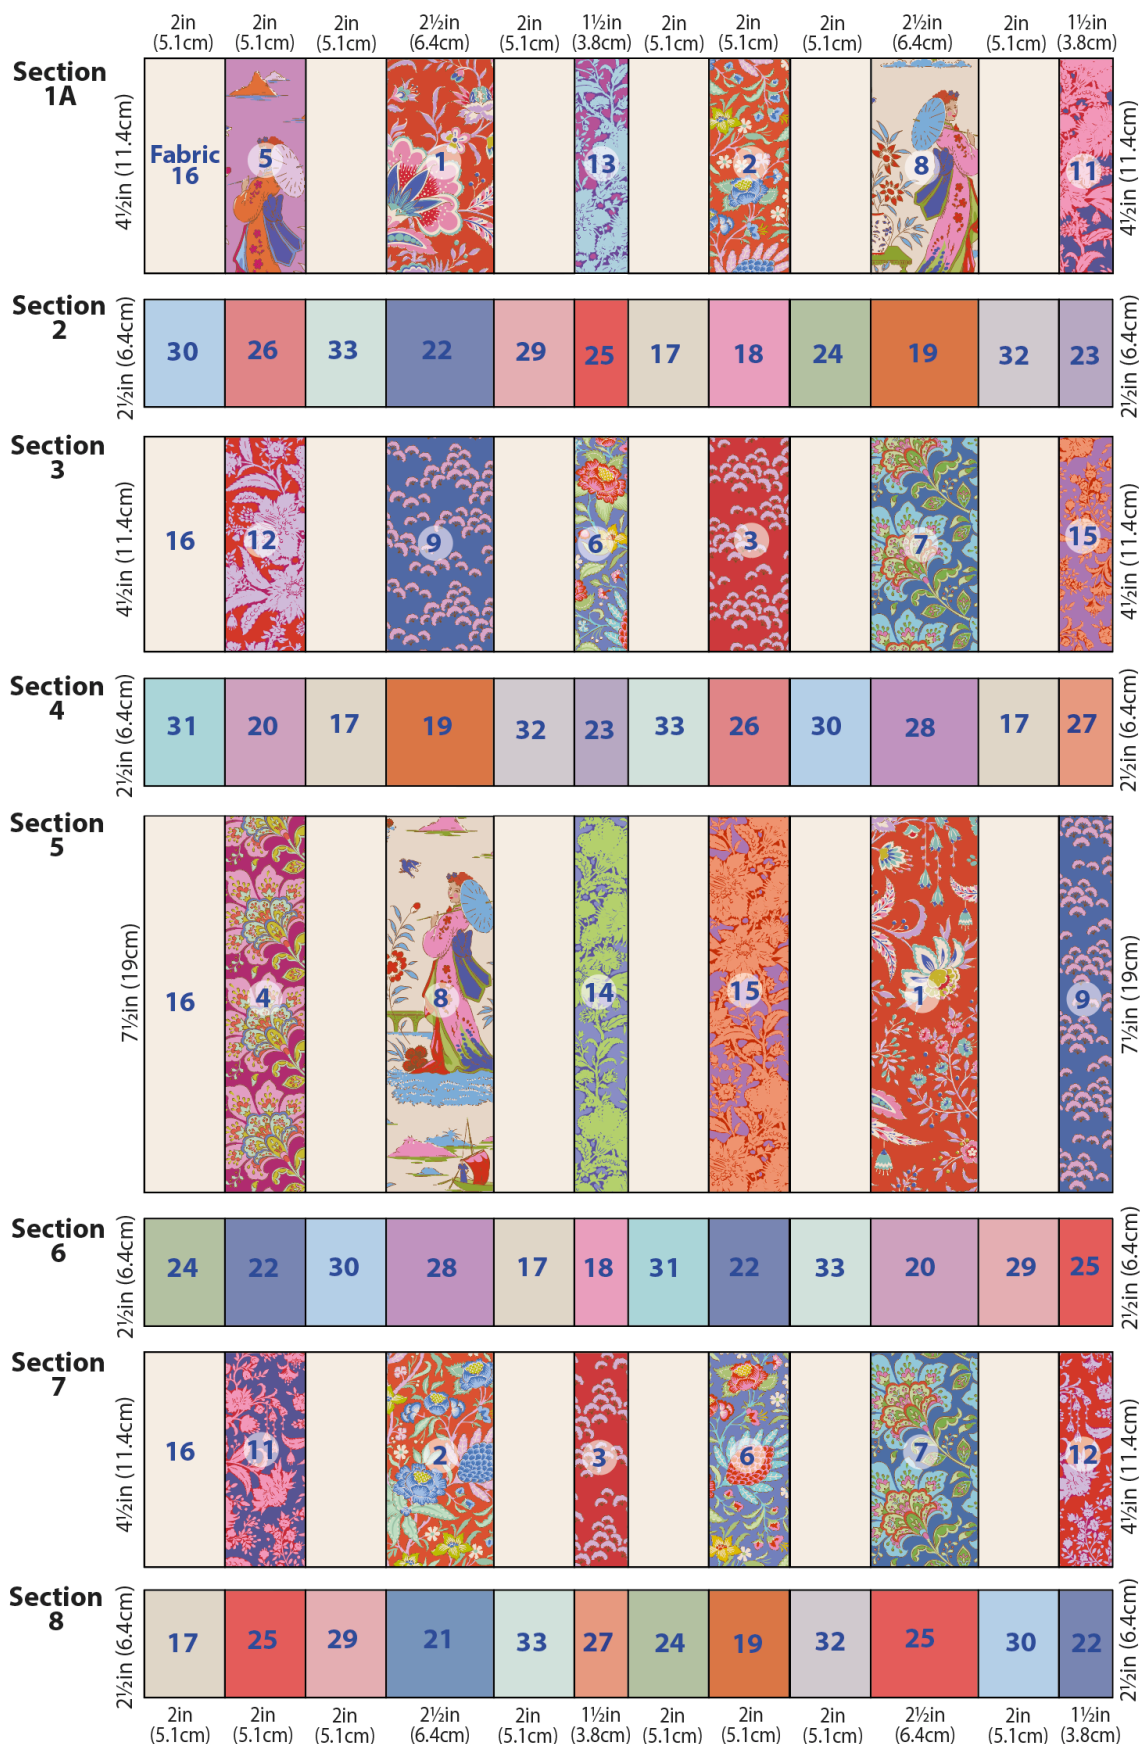 2in 2in 2in 2½in 2in 1½in 2in 2in 2in 2½in 2in 1½in
(5.1cm) (5.1cm) (5.1cm) (6.4cm) (5.1cm) (3.8cm) (5.1cm) (5.1cm) (5.1cm) (6.4cm) (5.1cm) (3.8cm)
Section
1A
4½in (11.4cm)
Fabric
16
5 1 13 2 8 11
4½in (11.4cm)
Section
2
2½in (6.4cm)
30 26 33 22 29 25 17 18 24 19 32 23
2½in (6.4cm)
Section
3
4½in (11.4cm)
16 12 9 6 3 7 15
4½in (11.4cm)
Section
4
2½in (6.4cm)
31 20 17 19 32 23 33 26 30 28 17 27
2½in (6.4cm)
Section
5
7½in (19cm)
16 4 8 14 15 1 9
7½in (19cm)
Section
6
2½in (6.4cm)
24 22 30 28 17 18 31 22 33 20 29 25
2½in (6.4cm)
Section
7
4½in (11.4cm)
16 11 2 3 6 7 12
4½in (11.4cm)
Section
8
2½in (6.4cm)
17 25 29 21 33 27 24 19 32 25 30 22
2½in (6.4cm)
2in 2in 2in 2½in 2in 1½in 2in 2in 2in 2½in 2in 1½in
(5.1cm) (5.1cm) (5.1cm) (6.4cm) (5.1cm) (3.8cm) (5.1cm) (5.1cm) (5.1cm) (6.4cm) (5.1cm) (3.8cm)